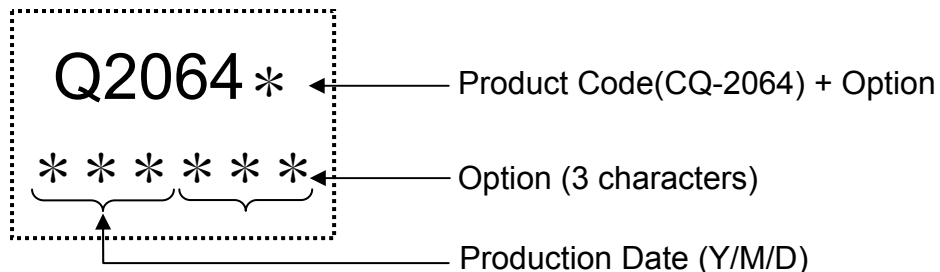 Q2064* Product Code(CQ-2064) + Option
* * * * * * Option (3 characters)
Production Date (Y/M/D)